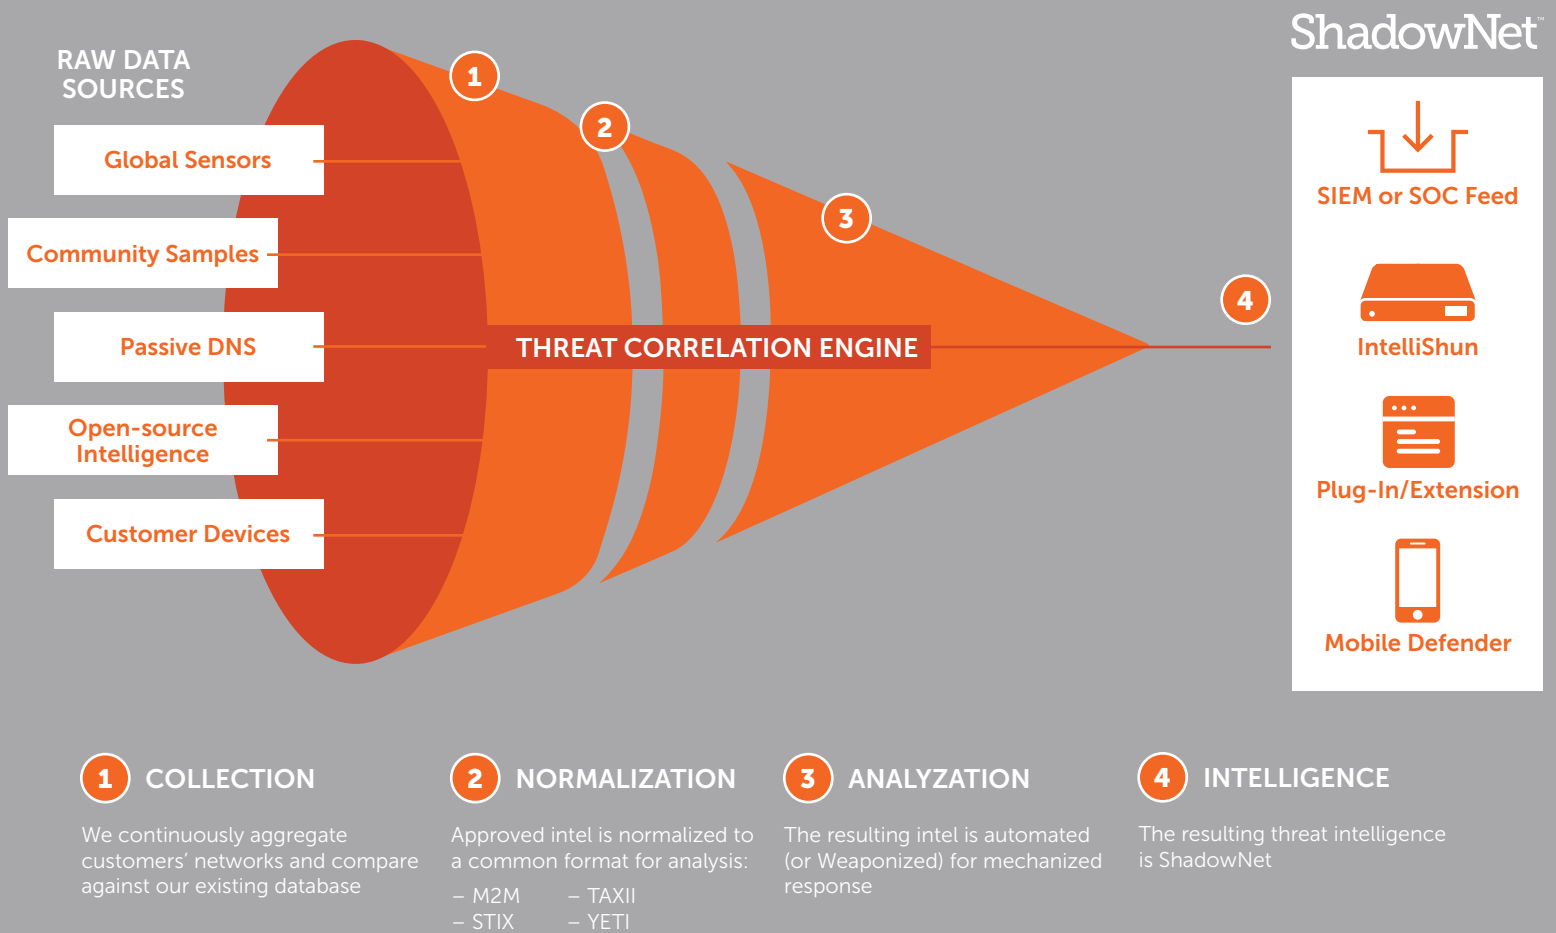 ShadowNet™
RAW DATA
SOURCES
Global Sensors
Community Samples
Passive DNS
Open-source
Intelligence
Customer Devices
1
2
3
4
THREAT CORRELATION ENGINE
SIEM or SOC Feed
IntelliShun
Plug-In/Extension
Mobile Defender
1 COLLECTION
We continuously aggregate
customers’ networks and compare
against our existing database
2 NORMALIZATION
Approved intel is normalized to
a common format for analysis:
– M2M – TAXII
– STIX – YETI
3 ANALYZATION
The resulting intel is automated
(or Weaponized) for mechanized
response
4 INTELLIGENCE
The resulting threat intelligence
is ShadowNet